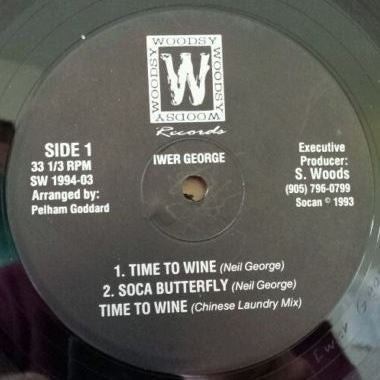 WOODSY
WOODSY
WOODSY
WOODSY
W
Records
IWER GEORGE
SIDE 1
33 1/3 RPM
SW 1994-03
Arranged by:
Pelham Goddard
Executive
Producer:
S. Woods
(905) 796-0799
Socan © 1993
1. TIME TO WINE (Neil George)
2. SOCA BUTTERFLY (Neil George)
TIME TO WINE (Chinese Laundry Mix)